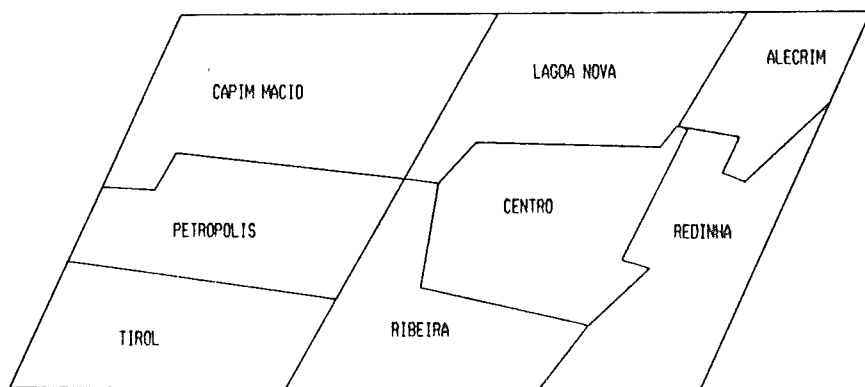 ALECRIM
LAGOA NOVA
CAPIM MACIO
CENTRO
PETROPOLIS
REDINHA
RIBEIRA
TIROL